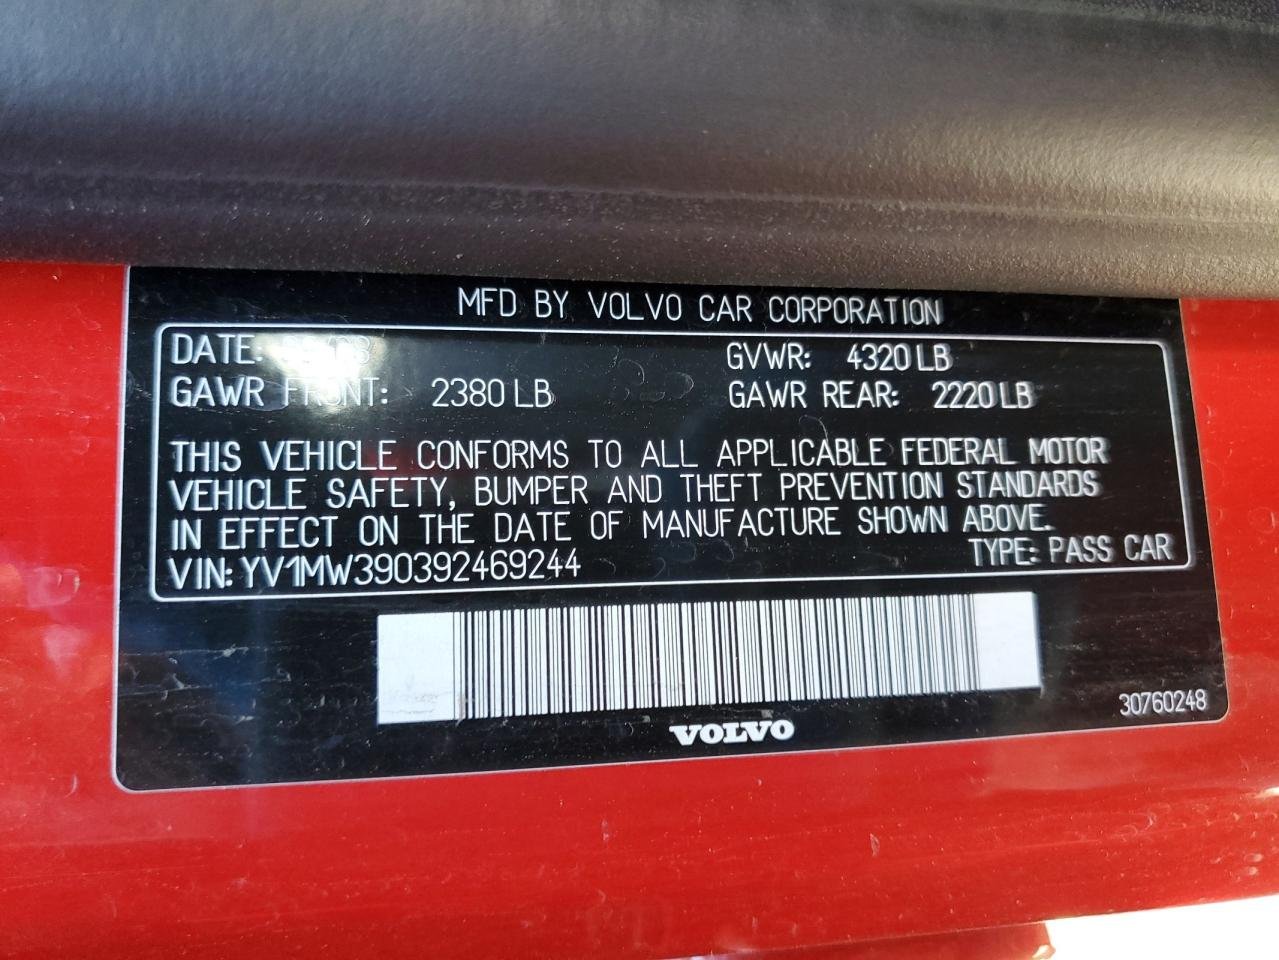 MFD BY VOLVO CAR CORPORATION
DATE:
GVWR: 4320 LB
GAWR FRONT: 2380 LB
GAWR REAR: 2220 LB
THIS VEHICLE CONFORMS TO ALL APPLICABLE FEDERAL MOTOR
VEHICLE SAFETY, BUMPER AND THEFT PREVENTION STANDARDS
IN EFFECT ON THE DATE OF MANUFACTURE SHOWN ABOVE.
VIN: YV1MW390392469244
TYPE: PASS CAR
30760248
VOLVO